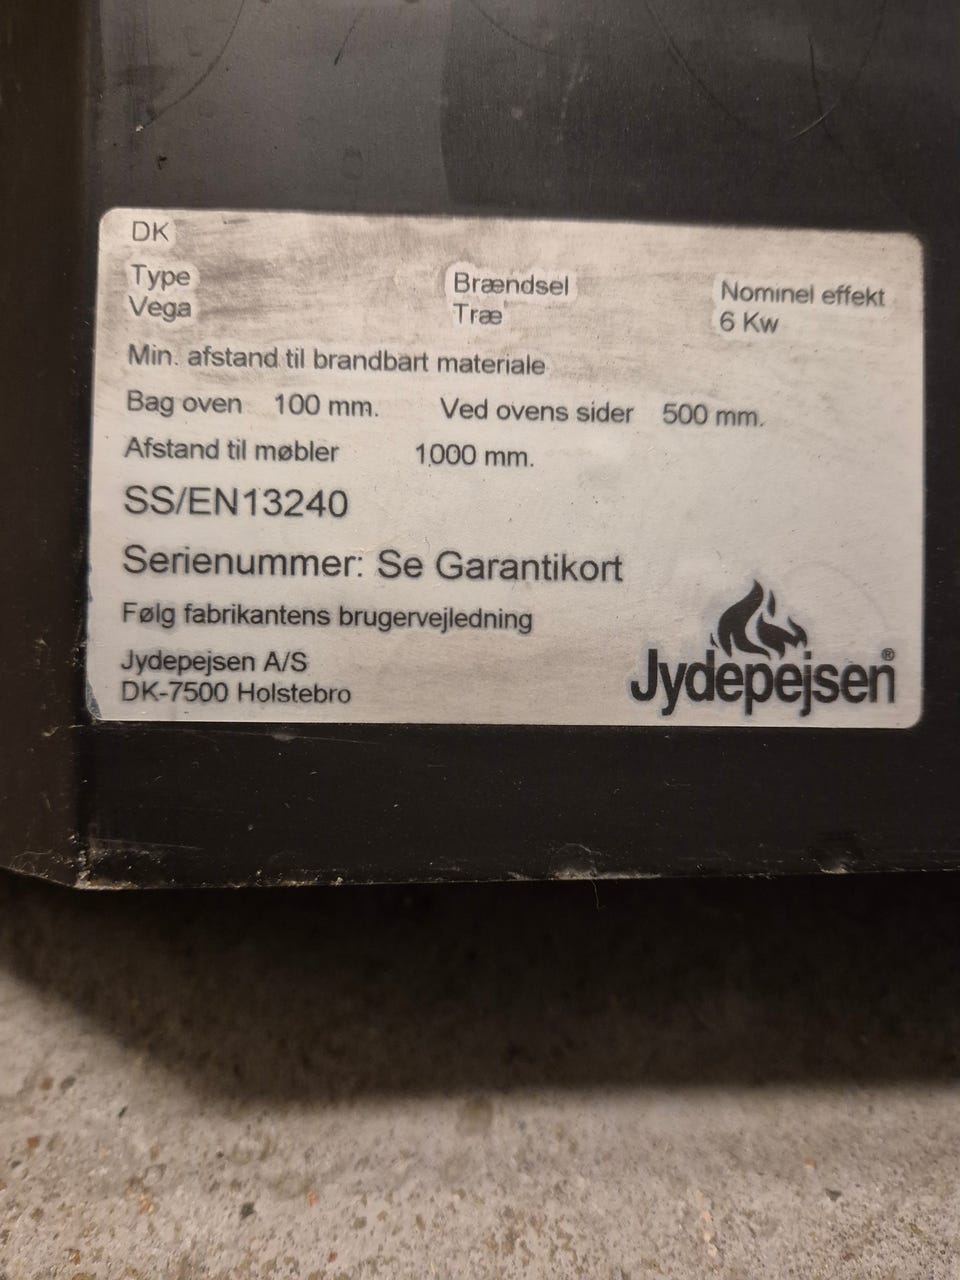 DK
Type Brændsel Nominel effekt
Vega Træ 6 Kw
Min. afstand til brandbart materiale
Bag oven 100 mm. Ved ovens sider 500 mm.
Afstand til møbler 1000 mm.
SS/EN13240
Serienummer: Se Garantikort
Følg fabrikantens brugervejledning
Jydepejsen A/S
DK-7500 Holstebro
Jydepejsen®